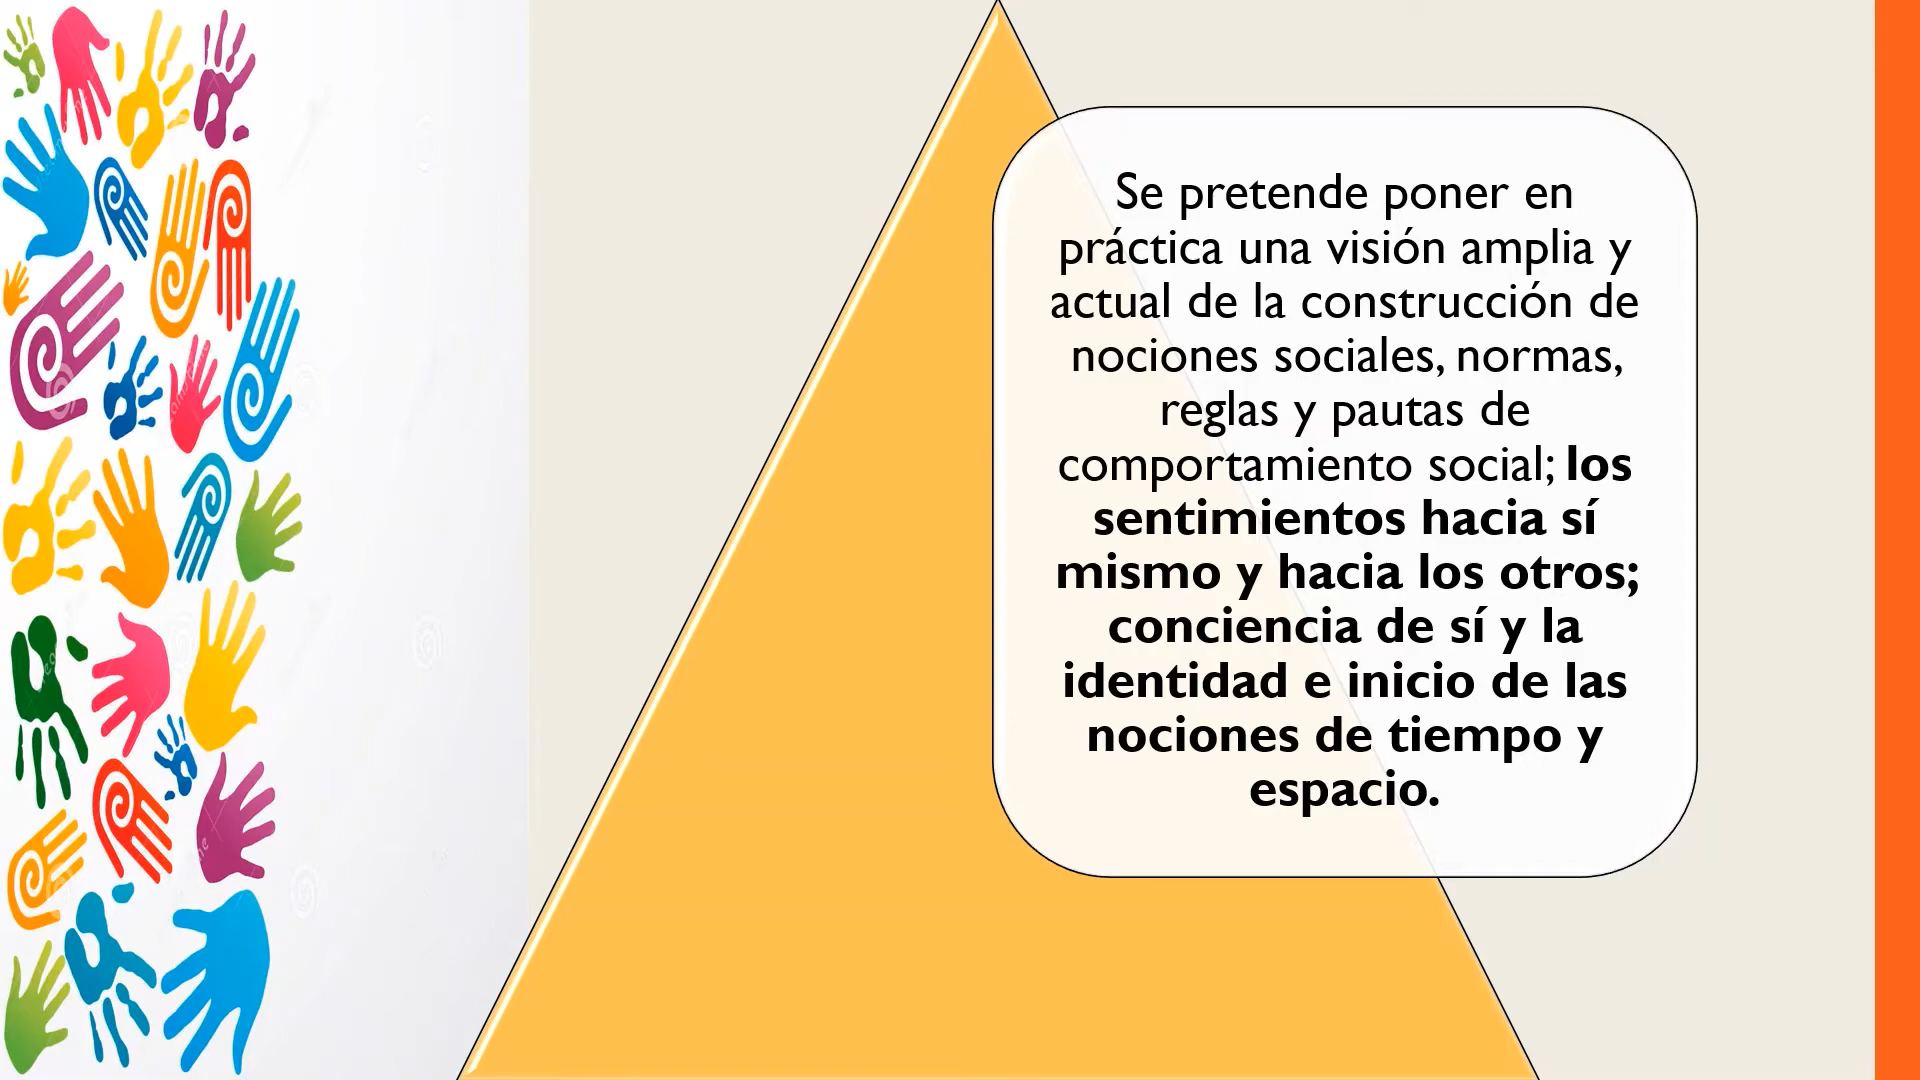 Se pretende poner en
práctica una visión amplia y
actual de la construcción de
nociones sociales, normas,
reglas y pautas de
comportamiento social; los
sentimientos hacia sí
mismo y hacia los otros;
conciencia de sí y la
identidad e inicio de las
nociones de tiempo y
espacio.